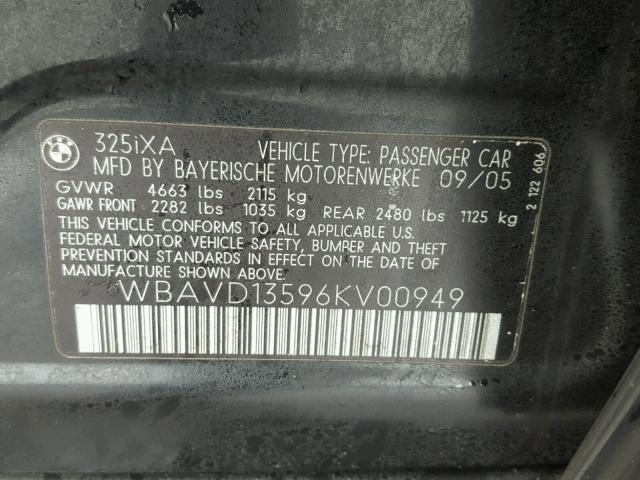 BMW
325iXA VEHICLE TYPE: PASSENGER CAR
MFD BY BAYERISCHE MOTORENWERKE 09/05
GVWR 4663 lbs 2115 kg
GAWR FRONT 2282 lbs 1035 kg REAR 2480 lbs 1125 kg
THIS VEHICLE CONFORMS TO ALL APPLICABLE U.S.
FEDERAL MOTOR VEHICLE SAFETY, BUMPER AND THEFT
PREVENTION STANDARDS IN EFFECT ON THE DATE OF
MANUFACTURE SHOWN ABOVE.
WBAVD13596KV00949
2 122 606